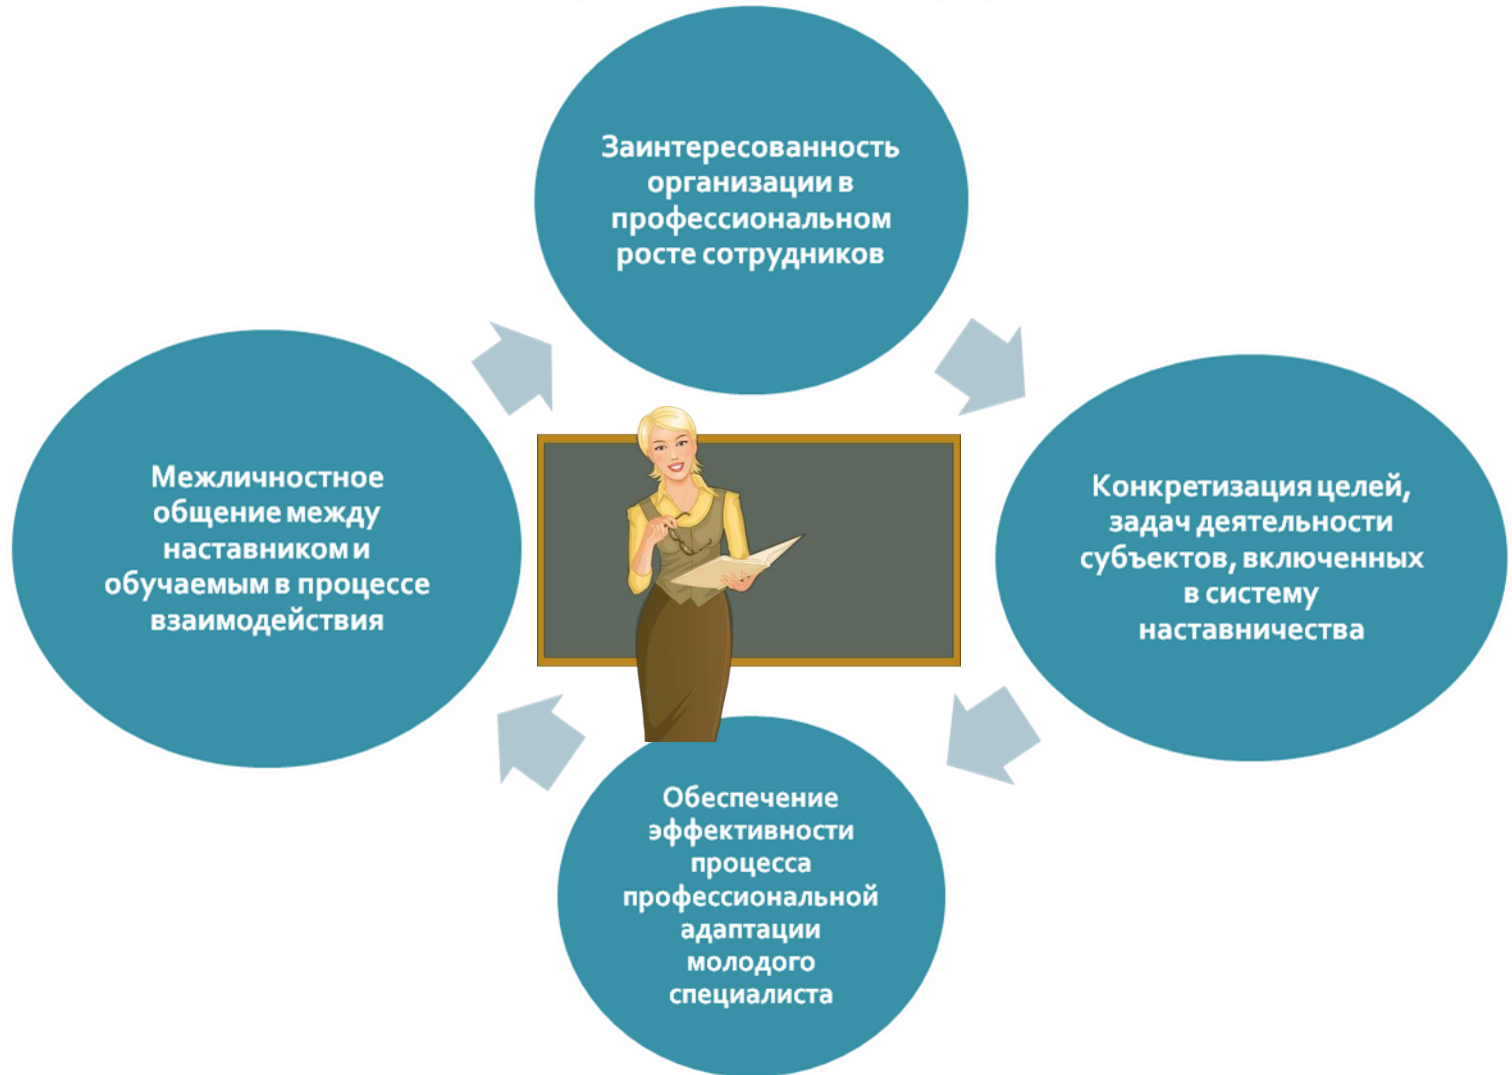 Заинтересованность
организации в
профессиональном
росте сотрудников
Конкретизация целей,
задач деятельности
субъектов, включенных
в систему
наставничества
Обеспечение
эффективности
процесса
профессиональной
адаптации
молодого
специалиста
Межличностное
общение между
наставником и
обучаемым в процессе
взаимодействия